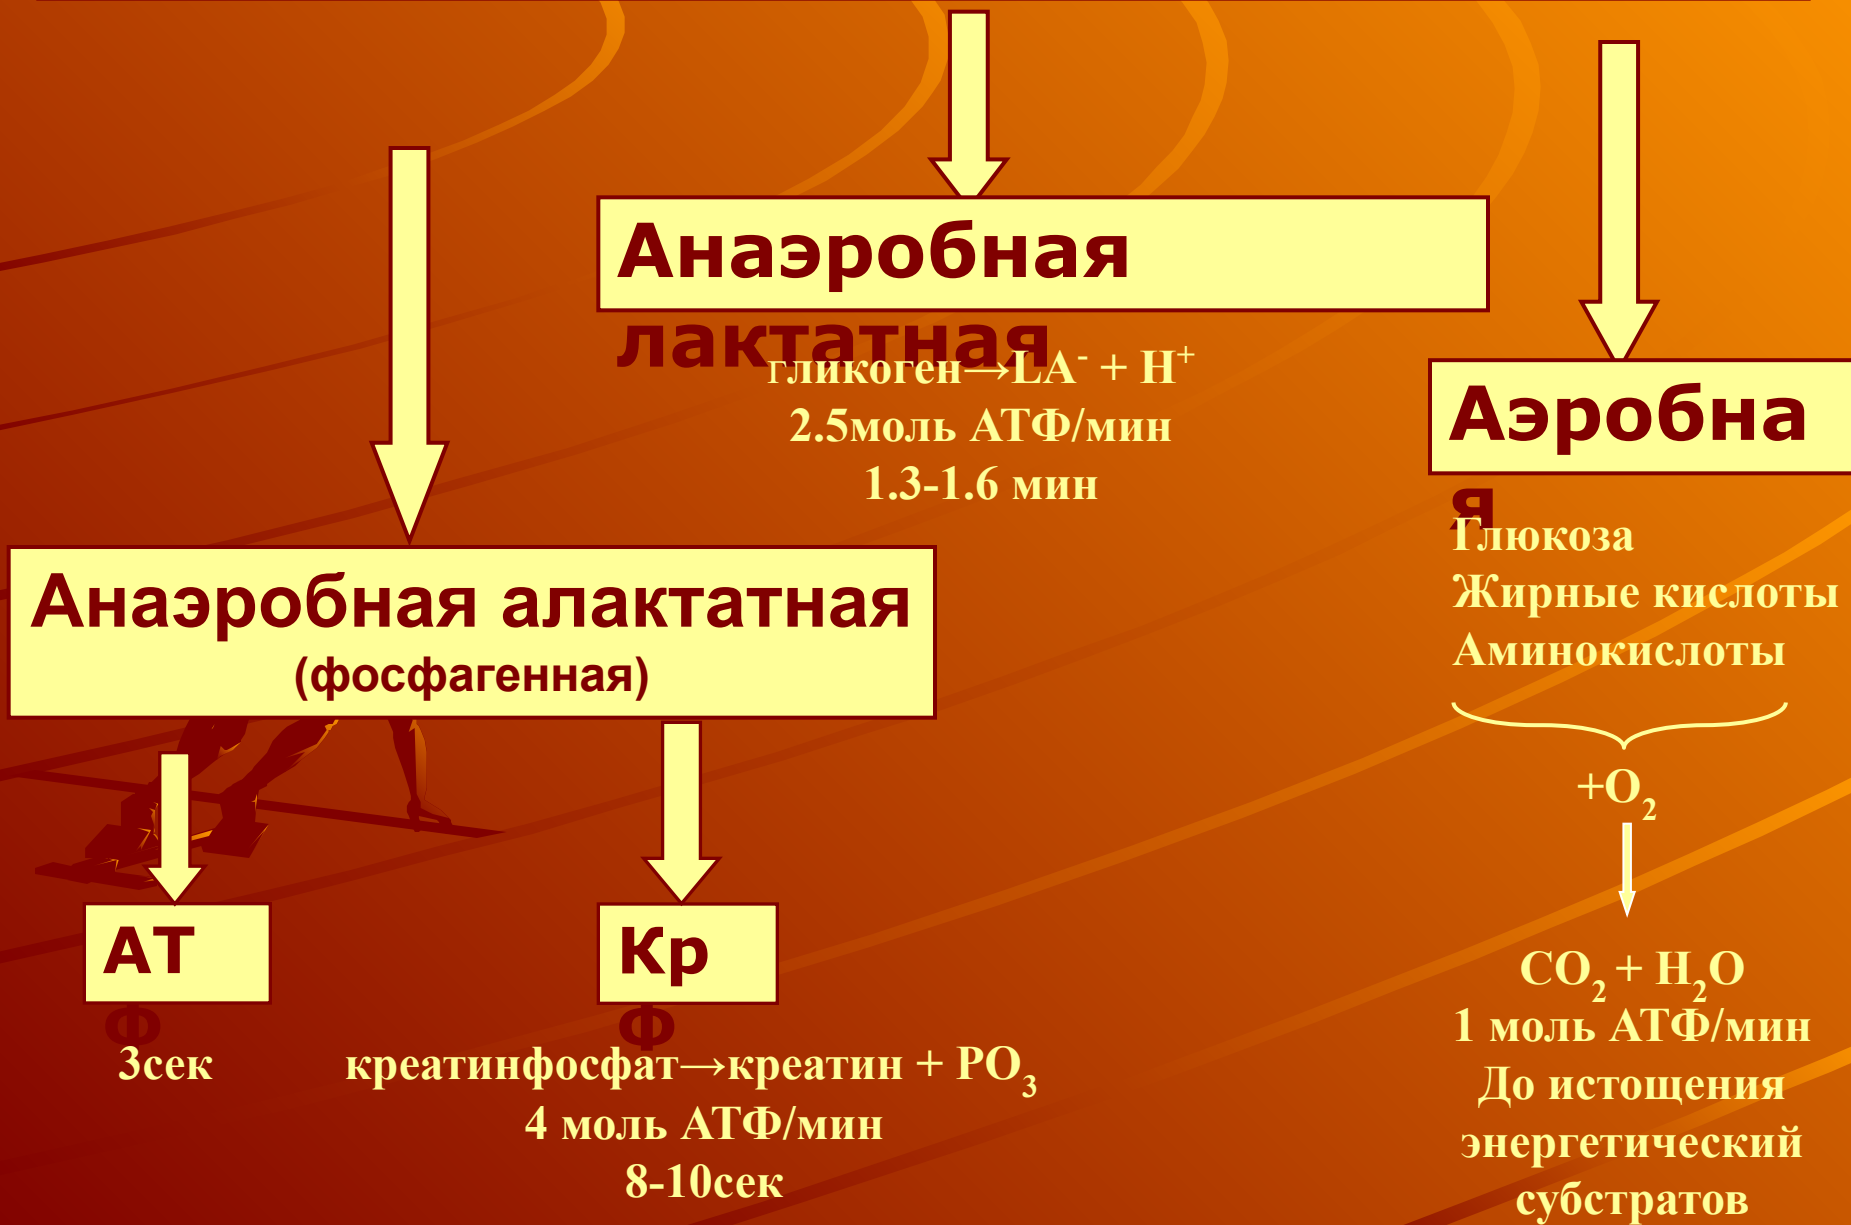 Анаэробная
лактатная
гликоген→LA⁻ + H⁺
2.5моль АТФ/мин
1.3-1.6 мин
Анаэробная алактатная
(фосфагенная)
АТ
Ф
3сек
Кр
Ф
креатинфосфат→креатин + PO₃
4 моль АТФ/мин
8-10сек
Аэробна
я
Глюкоза
Жирные кислоты
Аминокислоты
+O₂
CO₂ + H₂O
1 моль АТФ/мин
До истощения
энергетический
субстратов